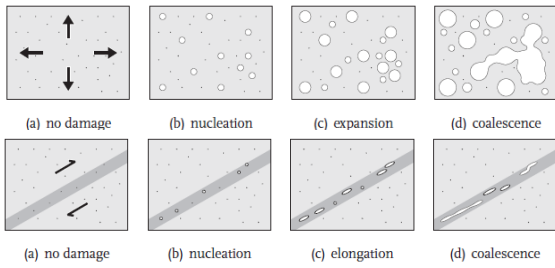 (a) no damage (b) nucleation (c) expansion (d) coalescence
(a) no damage (b) nucleation (c) elongation (d) coalescence